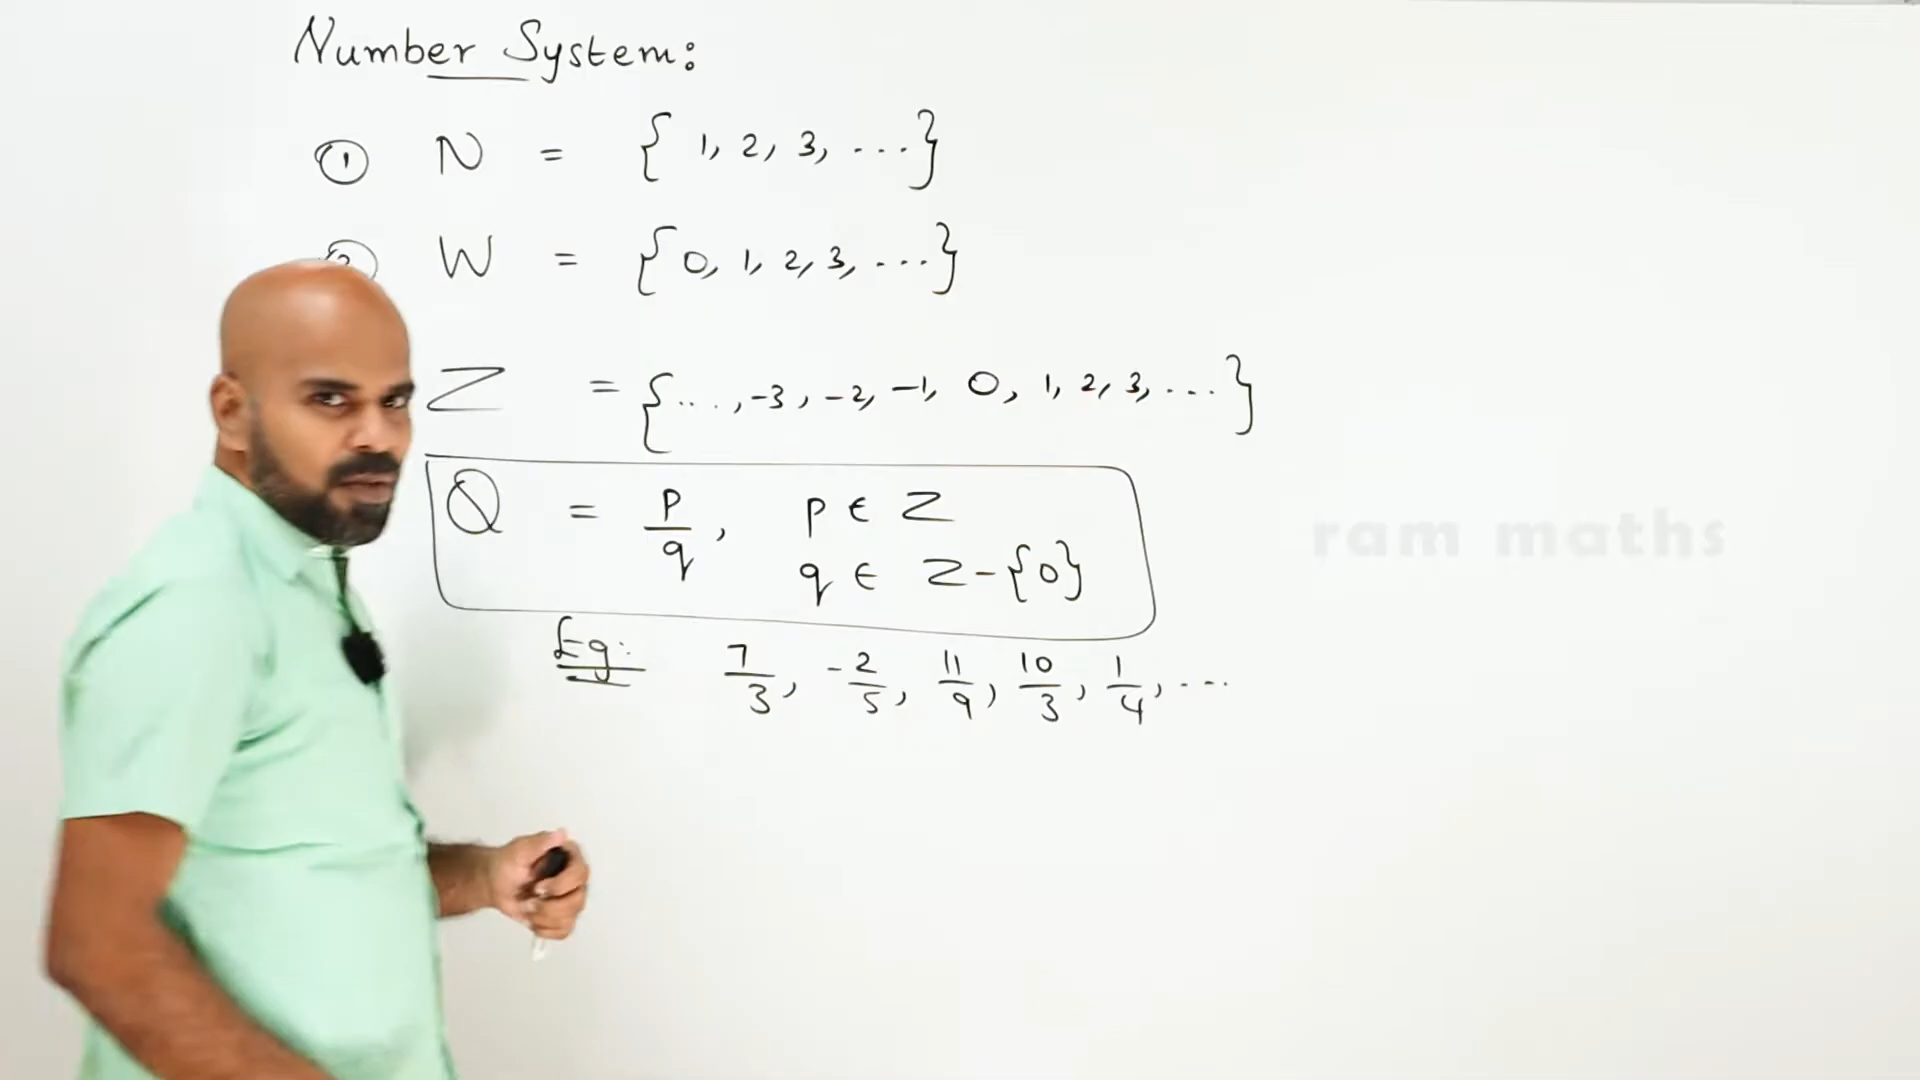 Number System:
① N = { 1, 2, 3, ...}
② W = {0, 1, 2, 3, ...}
Z = {..., -3, -2, -1, 0, 1, 2, 3, ...}
Q = p/q, p ∈ Z
q ∈ Z-{0}
ram maths
Eg: 7/3, -2/5, 11/9, 10/3, 1/4, ...